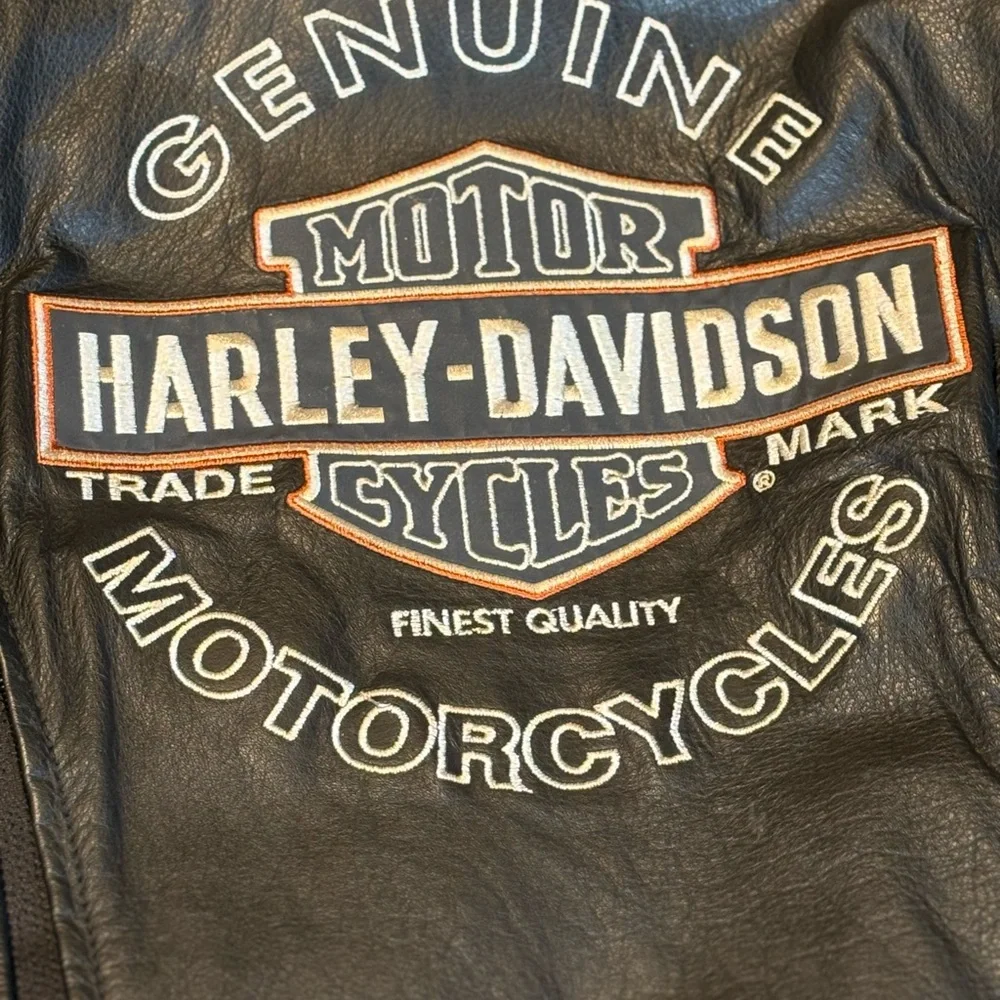 GENUINE
MOTOR
HARLEY-DAVIDSON
TRADE MARK
®
CYCLES
FINEST QUALITY
MOTORCYCLES